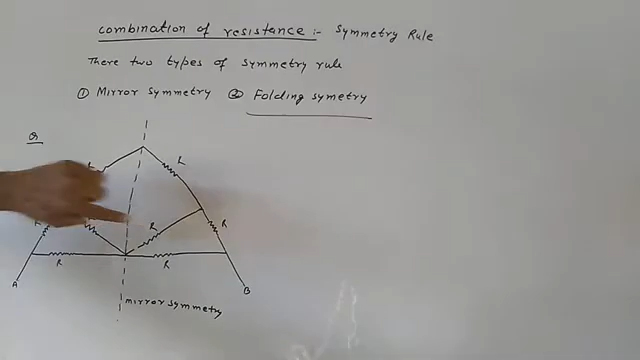 combination of resistance :- Symmetry Rule
There two types of symmetry rule
① Mirror symmetry ② Folding symetry
Q
R
R
R
R
R
A
B
mirror symmetry